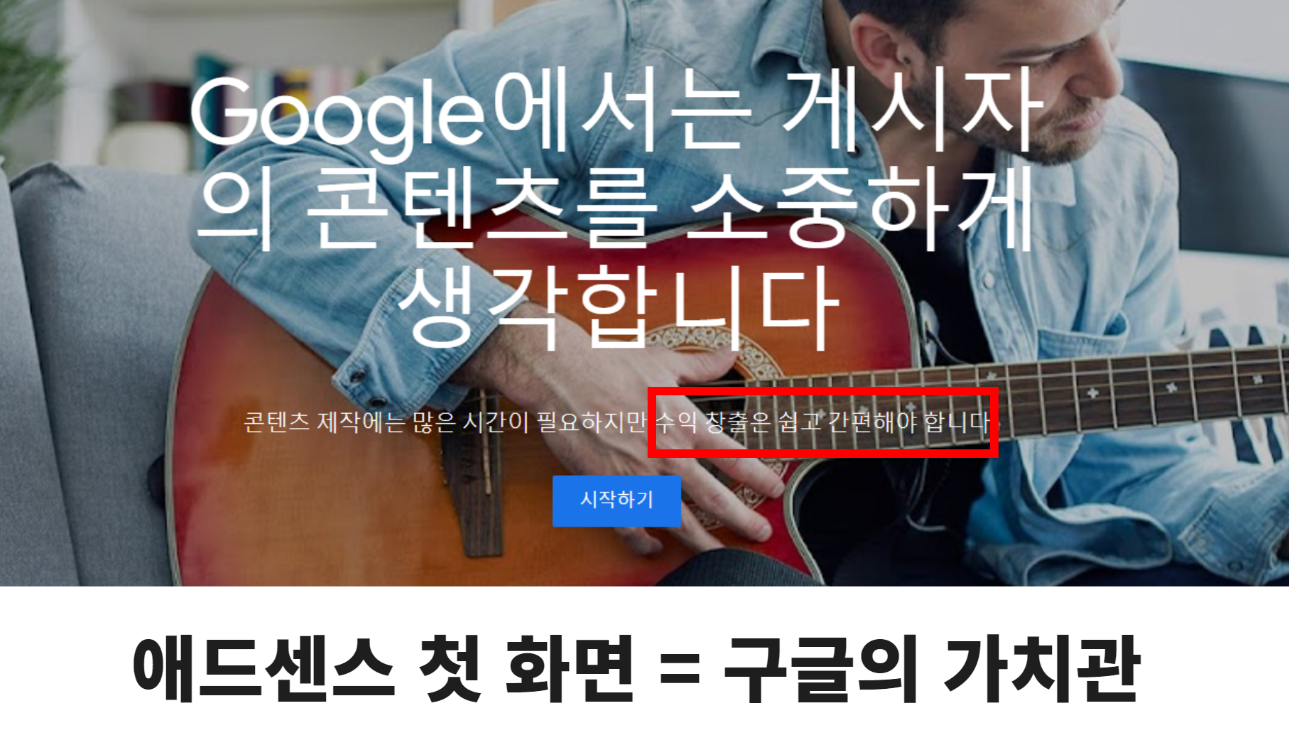 Google에서는 게시자
의 콘텐츠를 소중하게
생각합니다
콘텐츠 제작에는 많은 시간이 필요하지만 수익 창출은 쉽고 간편해야 합니다.
시작하기
애드센스 첫 화면 = 구글의 가치관